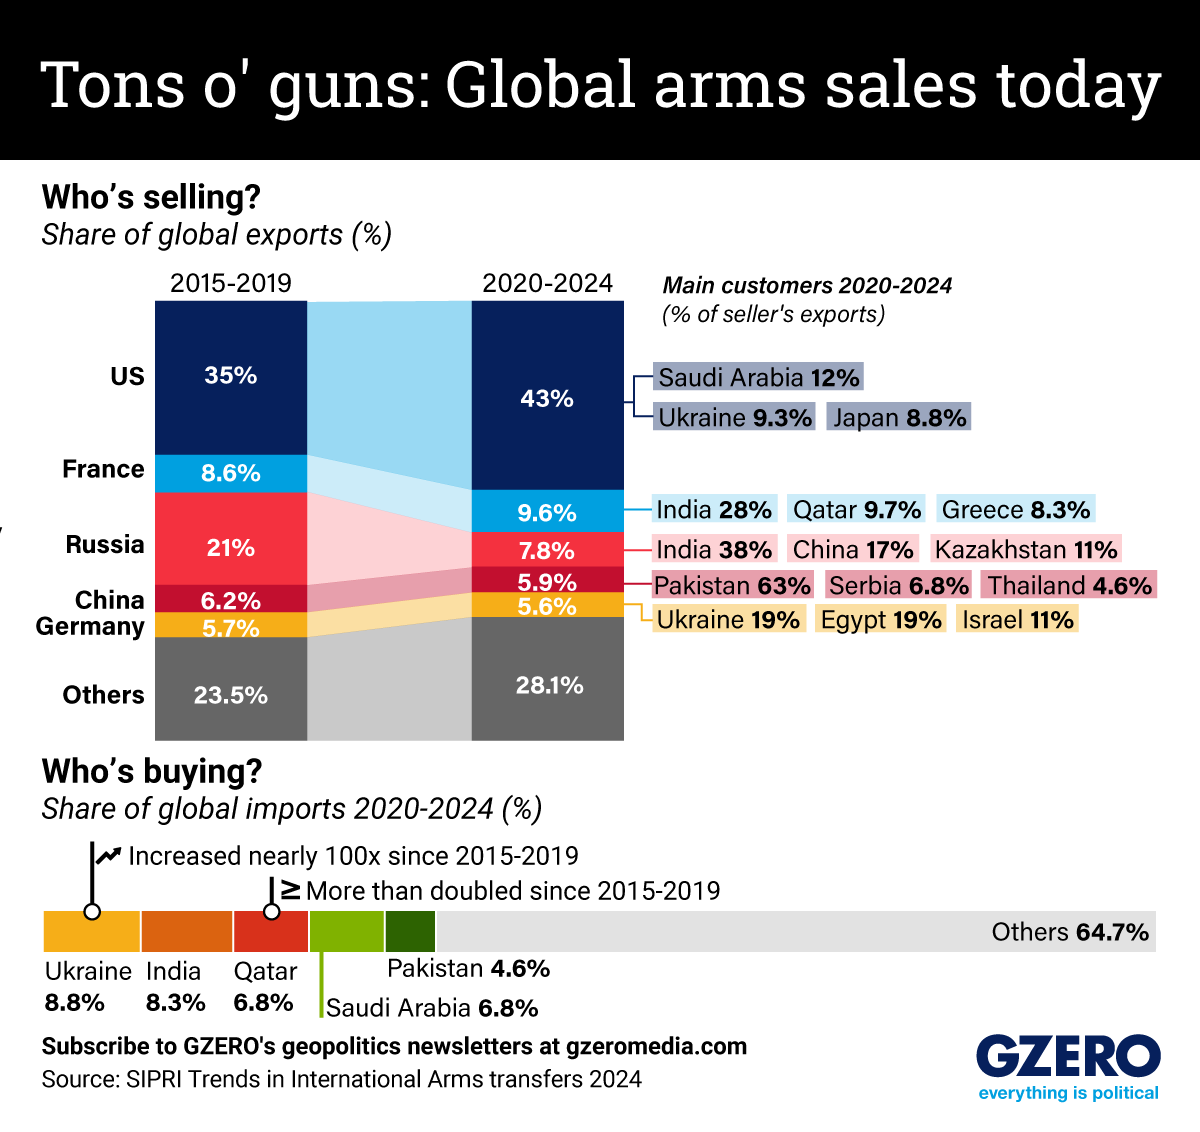 Tons o' guns: Global arms sales today
Who's selling?
Share of global exports (%)
2015-2019
2020-2024
Main customers 2020-2024
(% of seller's exports)
US
35%
43%
Saudi Arabia 12%
Ukraine 9.3%
Japan 8.8%
France
8.6%
9.6%
India 28%
Qatar 9.7%
Greece 8.3%
Russia
21%
7.8%
India 38%
China 17%
Kazakhstan 11%
China
6.2%
5.9%
Pakistan 63%
Serbia 6.8%
Thailand 4.6%
Germany
5.7%
5.6%
Ukraine 19%
Egypt 19%
Israel 11%
Others
23.5%
28.1%
Who's buying?
Share of global imports 2020-2024 (%)
Increased nearly 100x since 2015-2019
≥ More than doubled since 2015-2019
Others 64.7%
Ukraine
8.8%
India
8.3%
Qatar
6.8%
Pakistan 4.6%
Saudi Arabia 6.8%
Subscribe to GZERO's geopolitics newsletters at gzeromedia.com
Source: SIPRI Trends in International Arms transfers 2024
GZERO
everything is political